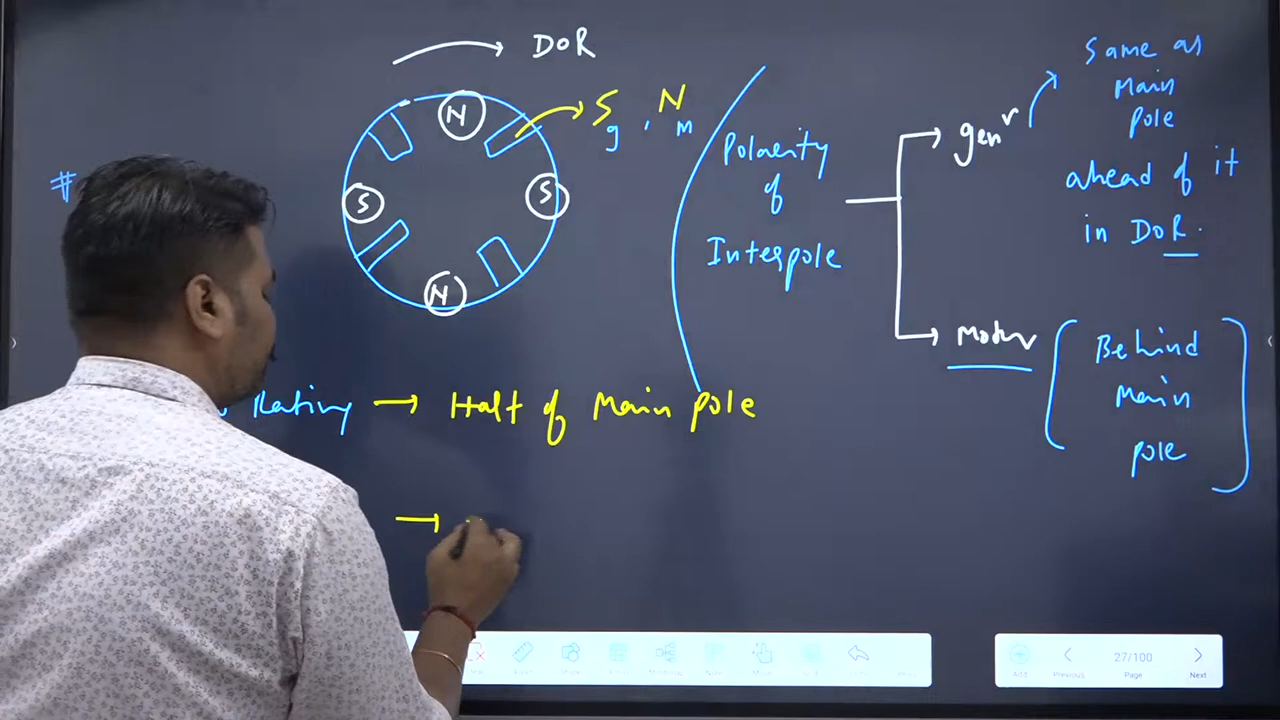 DOR
N
S
g
, N
m
S
S
N
#
Polarity
of
Interpole
genr
Same as
Main
pole
ahead of it
in DOR.
Motor
Behind
Main
pole
Rating → Half of Main pole
→
27/100
Add
Previous
Page
Next